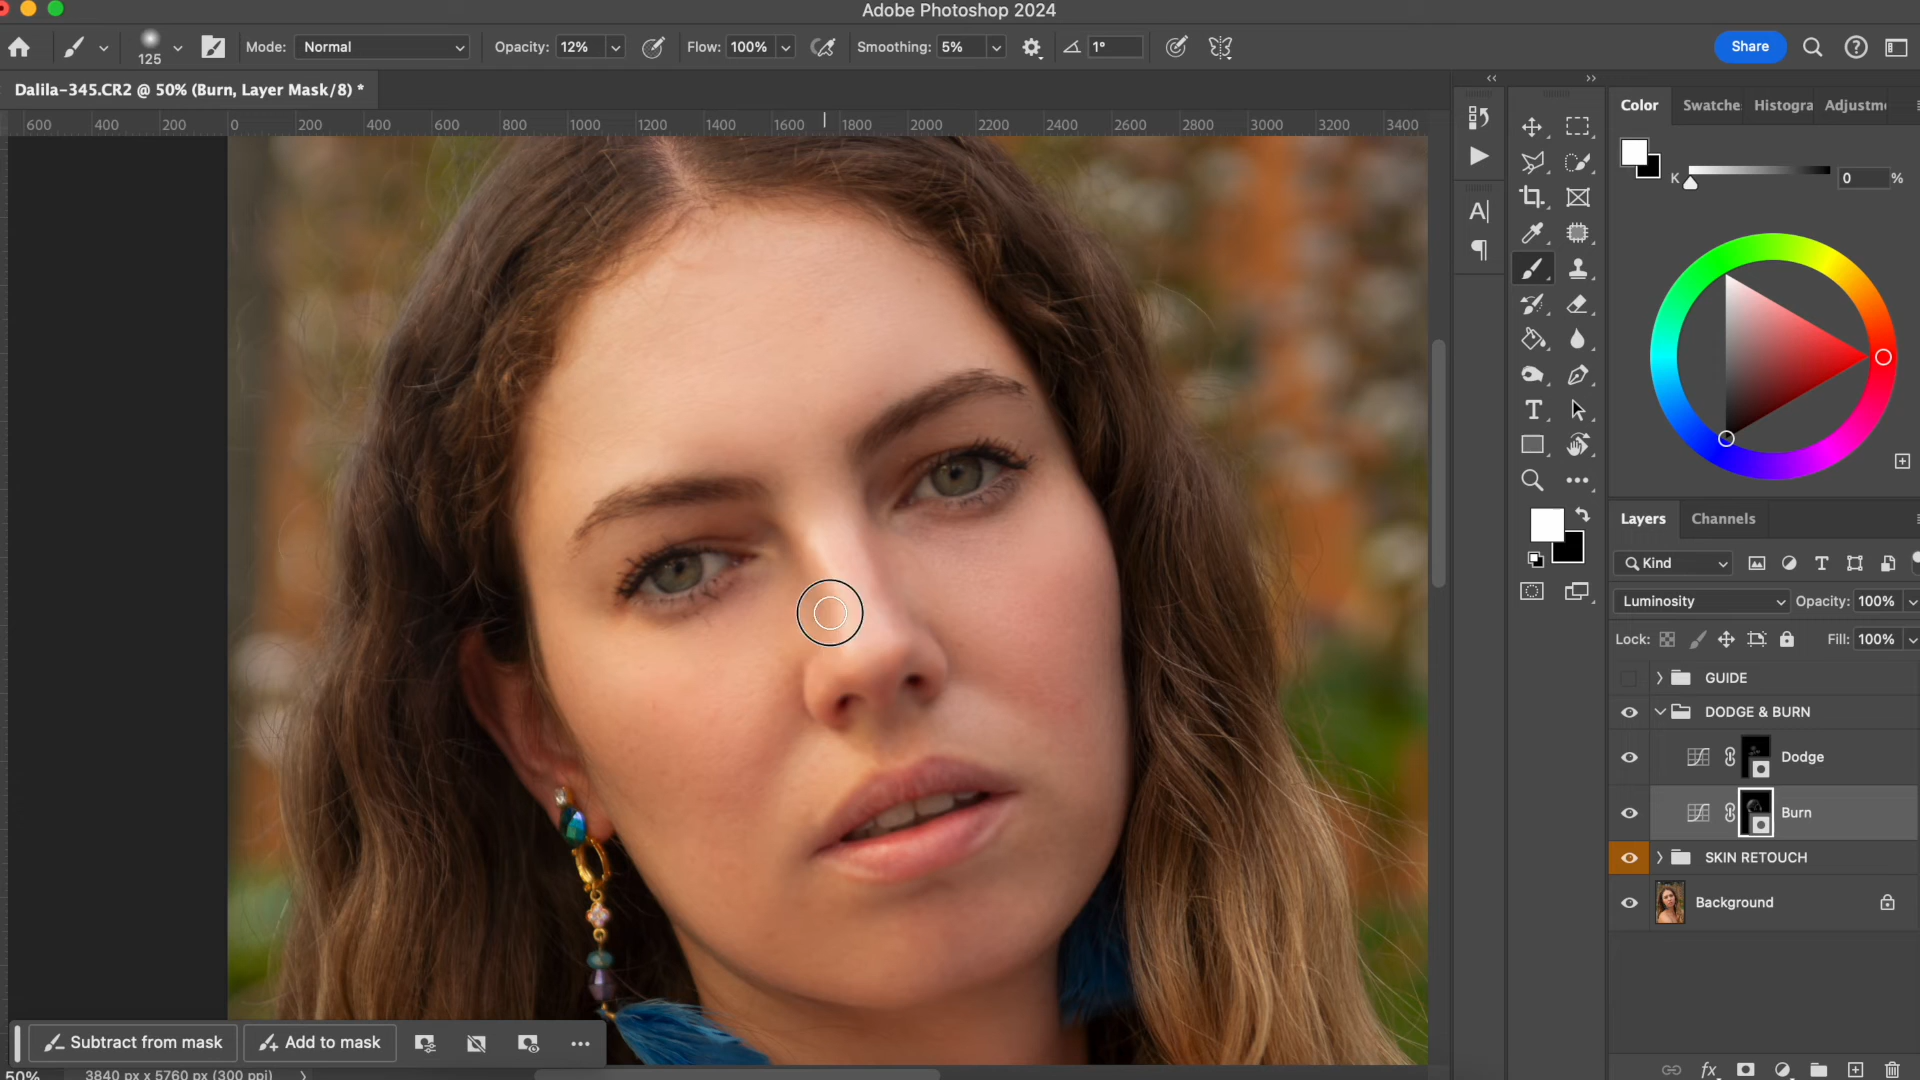 Adobe Photoshop 2024
125 Mode: Normal Opacity: 12% Flow: 100% Smoothing: 5% 1° Share
Dalila-345.CR2 @ 50% (Burn, Layer Mask/8) *
600 400 200 0 200 400 600 800 1000 1200 1400 1600 1800 2000 2200 2400 2600 2800 3000 3200 3400
Color Swatche Histogra Adjustm
K 0 %
Layers Channels
Kind
Luminosity Opacity: 100%
Lock: Fill: 100%
GUIDE
DODGE & BURN
Dodge
Burn
SKIN RETOUCH
Background
Subtract from mask Add to mask
50% 3840 px x 5760 px (300 ppi)